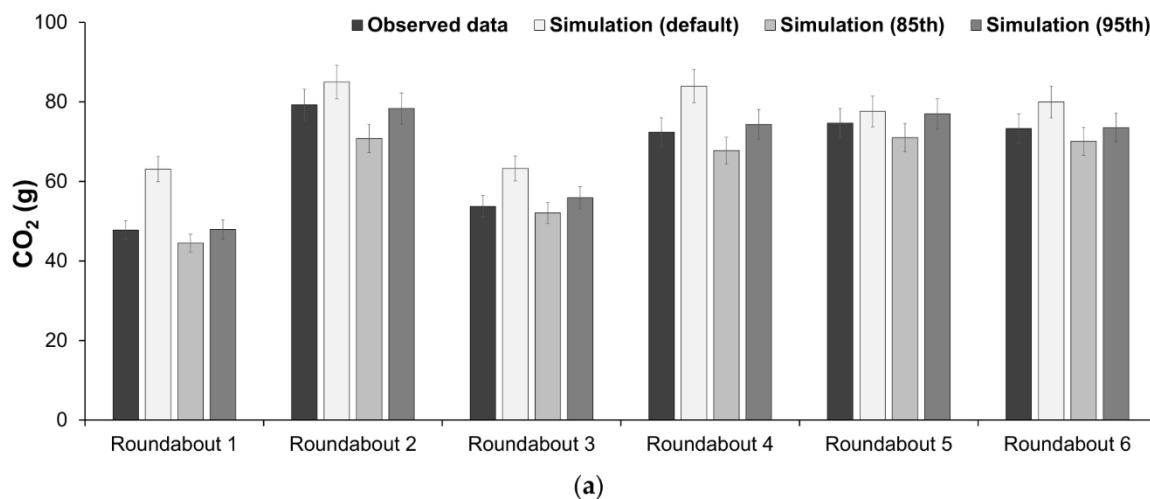 100
Observed data Simulation (default) Simulation (85th) Simulation (95th)
80
60
40
20
0
CO₂ (g)
Roundabout 1 Roundabout 2 Roundabout 3 Roundabout 4 Roundabout 5 Roundabout 6
(a)